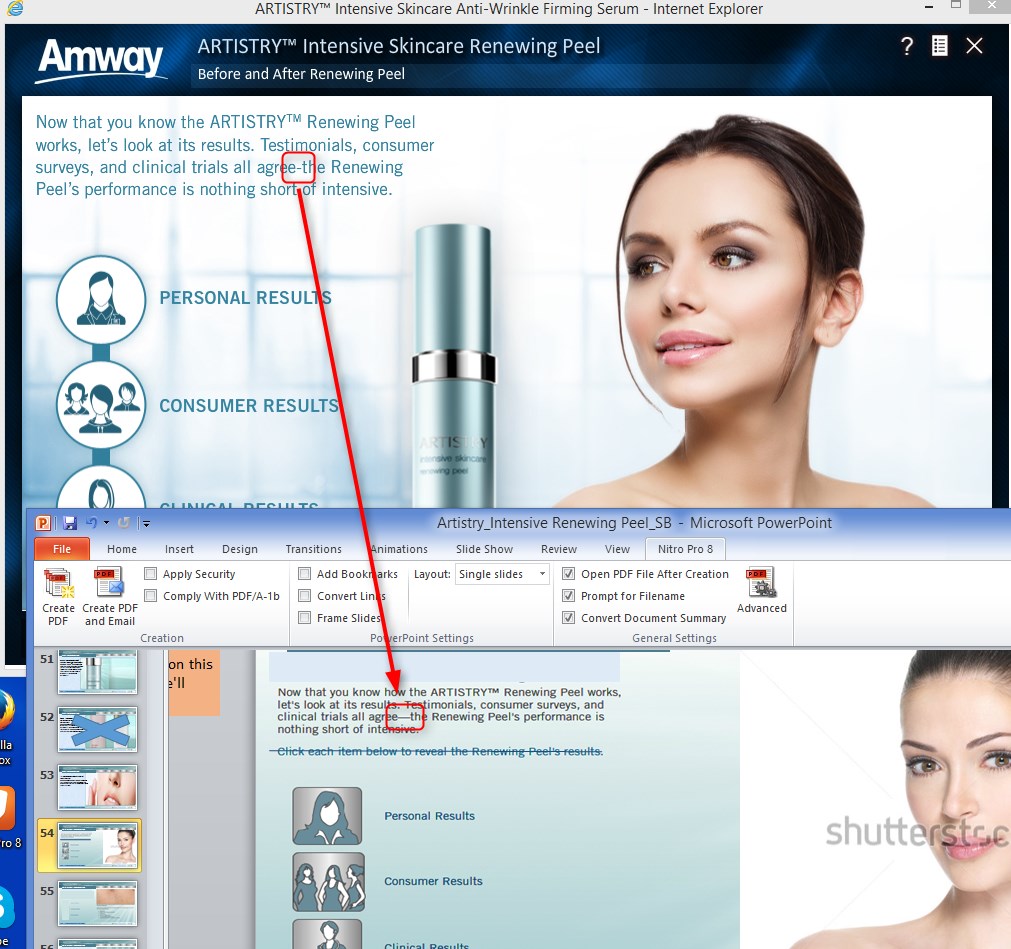 ARTISTRY™ Intensive Skincare Anti-Wrinkle Firming Serum - Internet Explorer
Amway
ARTISTRY™ Intensive Skincare Renewing Peel
Before and After Renewing Peel
?
Now that you know the ARTISTRY™ Renewing Peel
works, let's look at its results. Testimonials, consumer
surveys, and clinical trials all agree-the Renewing
Peel's performance is nothing short of intensive.
PERSONAL RESULTS
CONSUMER RESULTS
CLINICAL RESULTS
ARTISTRY
intensive skincare
renewing peel
Artistry_Intensive Renewing Peel_SB - Microsoft PowerPoint
File Home Insert Design Transitions Animations Slide Show Review View Nitro Pro 8
Create
PDF
Create PDF
and Email
Apply Security
Comply With PDF/A-1b
Creation
Add Bookmarks
Convert Links
Frame Slides
Layout: Single slides
PowerPoint Settings
Open PDF File After Creation
Prompt for Filename
Convert Document Summary
Advanced
General Settings
51
52
53
54
55
56
lla
ox
ro 8
pe
on this
e'll
Now that you know how the ARTISTRY™ Renewing Peel works,
let's look at its results. Testimonials, consumer surveys, and
clinical trials all agree—the Renewing Peel's performance is
nothing short of intensive.
Click each item below to reveal the Renewing Peel's results.
Personal Results
Consumer Results
Clinical Results
shutterstoc